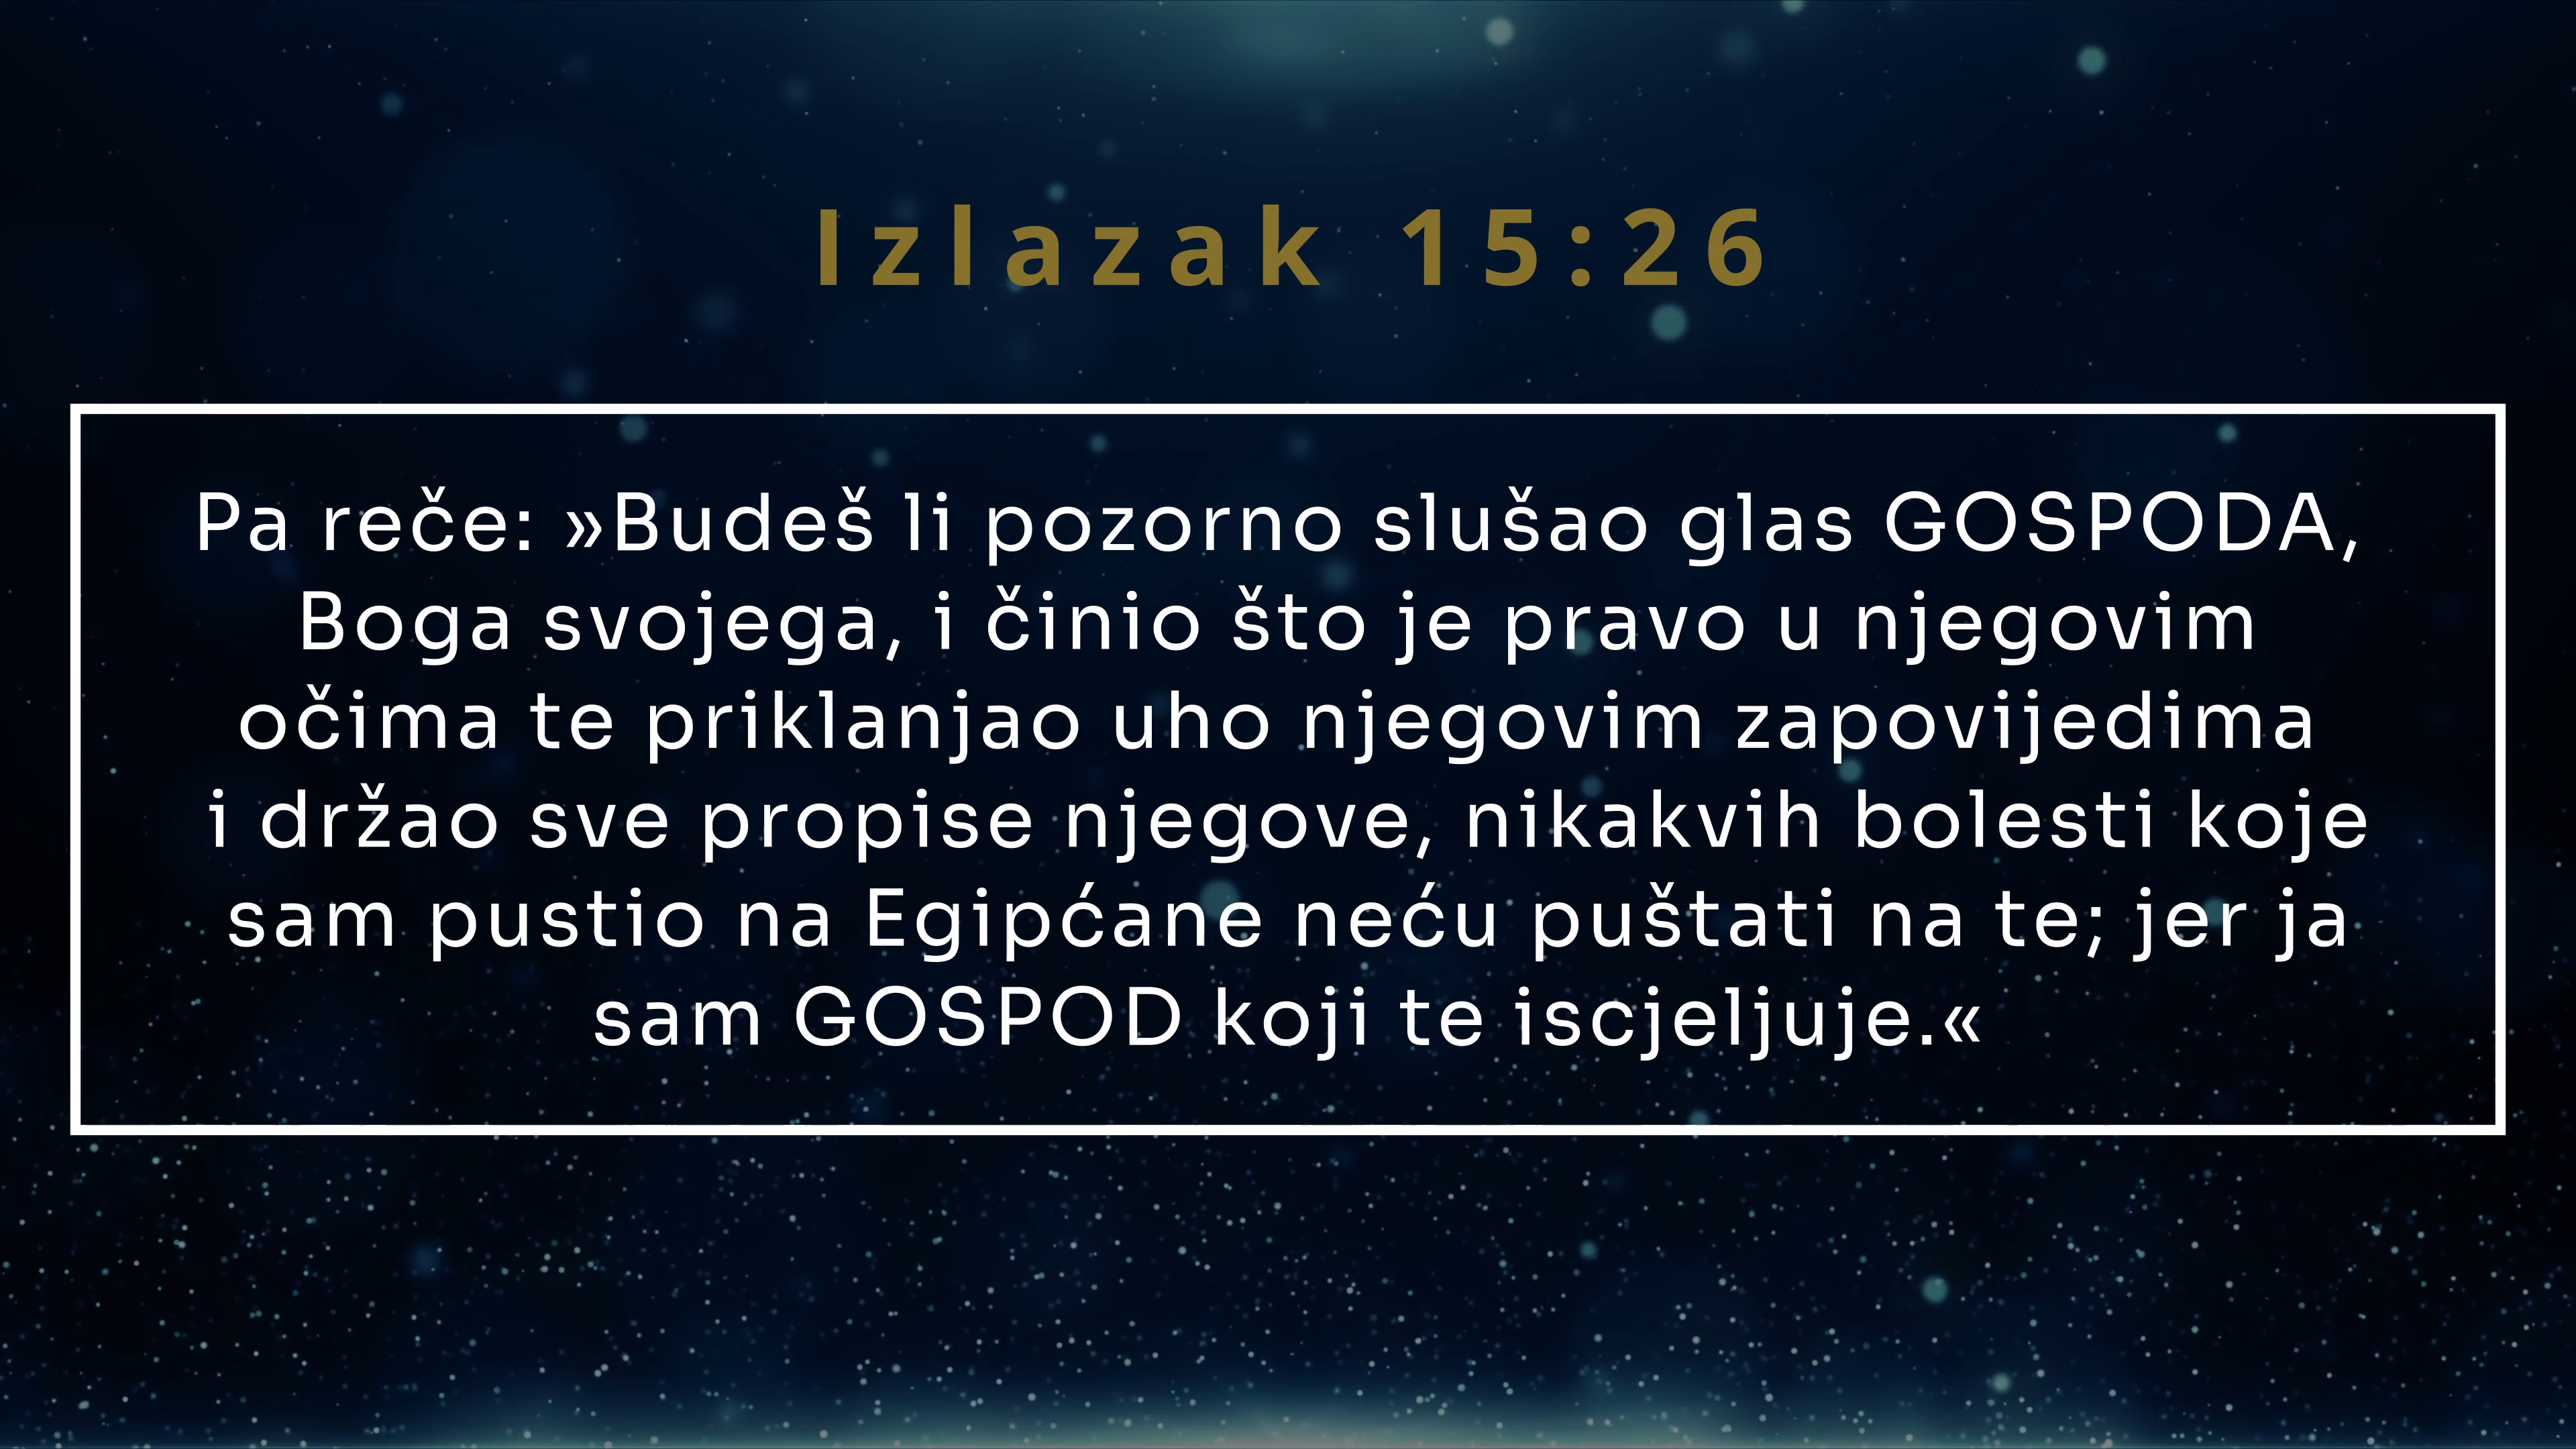 Izlazak 15:26
Pa reče: »Budeš li pozorno slušao glas GOSPODA,
Boga svojega, i činio što je pravo u njegovim
očima te priklanjao uho njegovim zapovijedima
i držao sve propise njegove, nikakvih bolesti koje
sam pustio na Egipćane neću puštati na te; jer ja
sam GOSPOD koji te iscjeljuje.«